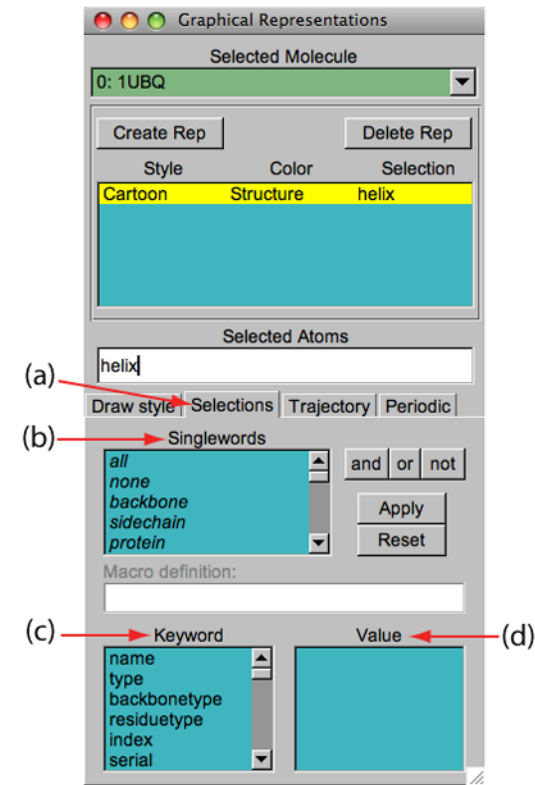 Graphical Representations
Selected Molecule
0: 1UBQ
Create Rep Delete Rep
Style Color Selection
Cartoon Structure helix
Selected Atoms
helix
(a)
Draw style Selections Trajectory Periodic
(b)
Singlewords
all
none
backbone
sidechain
protein
and or not
Apply
Reset
Macro definition:
(c)
Keyword
name
type
backbonetype
residuetype
index
serial
Value
(d)